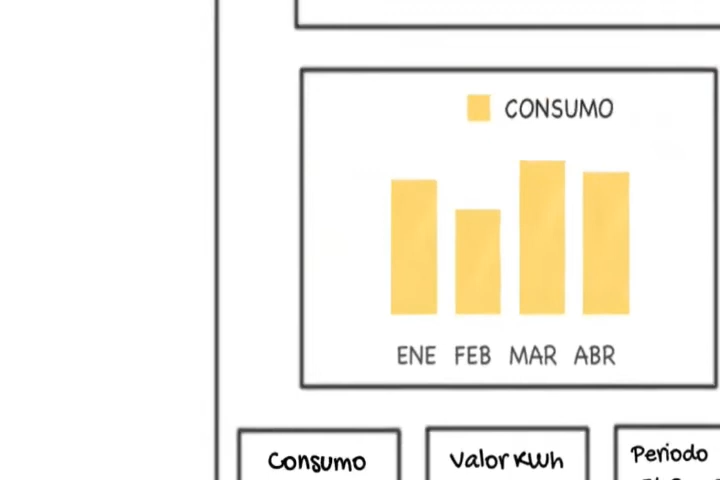 CONSUMO
ENE FEB MAR ABR
Consumo
Valor KWh
Periodo